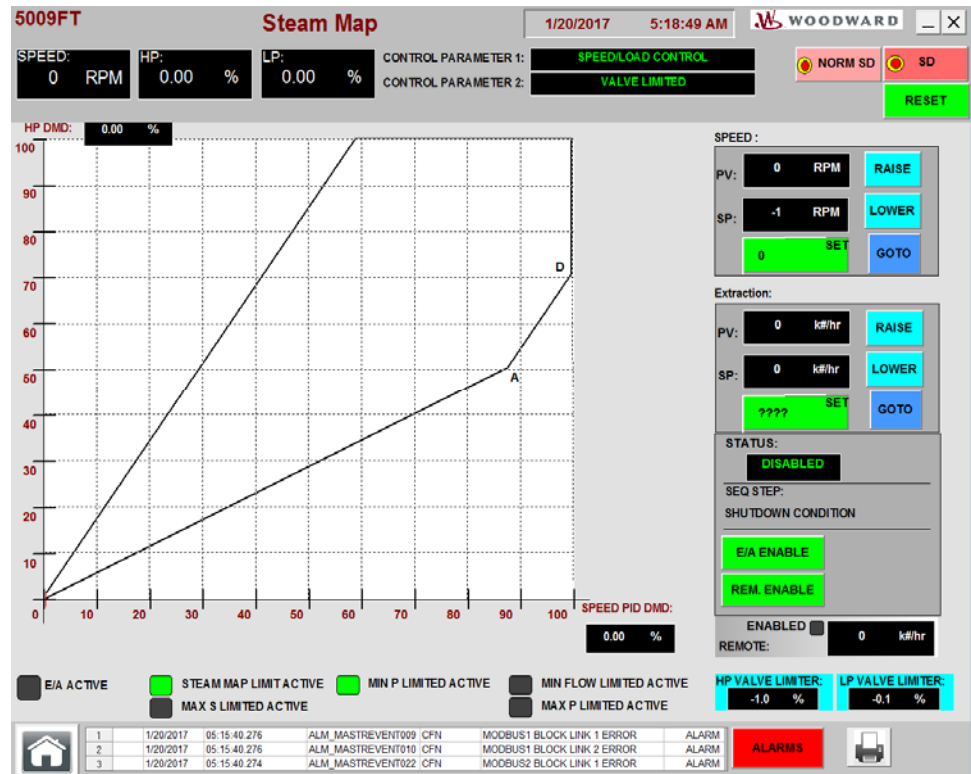 5009FT Steam Map 1/20/2017 5:18:49 AM WOODWARD
SPEED: HP: LP: CONTROL PARAMETER 1: SPEED/LOAD CONTROL NORM SD SD
0 RPM 0.00 % 0.00 % CONTROL PARAMETER 2: VALVE LIMITED
RESET
HP DMD: 0.00 %
100
90
80
70
60
50
40
30
20
10
D
A
0 10 20 30 40 50 60 70 80 90 100
SPEED PID DMD:
0.00 %
SPEED :
PV: 0 RPM RAISE
SP: -1 RPM LOWER
0 SET GOTO
Extraction:
PV: 0 k#/hr RAISE
SP: 0 k#/hr LOWER
???? SET GOTO
STATUS:
DISABLED
SEQ STEP:
SHUTDOWN CONDITION
E/A ENABLE
REM. ENABLE
ENABLED
REMOTE: 0 k#/hr
E/A ACTIVE STEAM MAP LIMIT ACTIVE MIN P LIMITED ACTIVE MIN FLOW LIMITED ACTIVE
MAX S LIMITED ACTIVE MAX P LIMITED ACTIVE
HP VALVE LIMITER: LP VALVE LIMITER:
-1.0 % -0.1 %
1 1/20/2017 05:15:40.276 ALM_MASTREVENT009 CFN MODBUS1 BLOCK LINK 1 ERROR ALARM
2 1/20/2017 05:15:40.276 ALM_MASTREVENT010 CFN MODBUS1 BLOCK LINK 2 ERROR ALARM
3 1/20/2017 05:15:40.274 ALM_MASTREVENT022 CFN MODBUS2 BLOCK LINK 1 ERROR ALARM
ALARMS